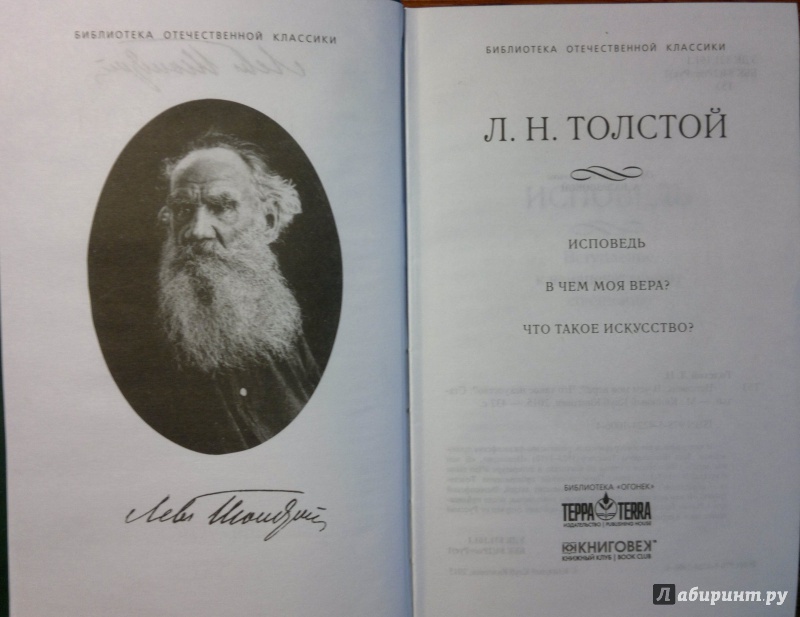 БИБЛИОТЕКА ОТЕЧЕСТВЕННОЙ КЛАССИКИ
Левъ Толстой
БИБЛИОТЕКА ОТЕЧЕСТВЕННОЙ КЛАССИКИ
Л. Н. ТОЛСТОЙ
ИСПОВЕДЬ
В ЧЕМ МОЯ ВЕРА?
ЧТО ТАКОЕ ИСКУССТВО?
БИБЛИОТЕКА «ОГОНЕК»
ТЕРРА TERRA
ИЗДАТЕЛЬСТВО | PUBLISHING HOUSE
КНИГОВЕК
КНИЖНЫЙ КЛУБ | BOOK CLUB
Лабиринт.ру